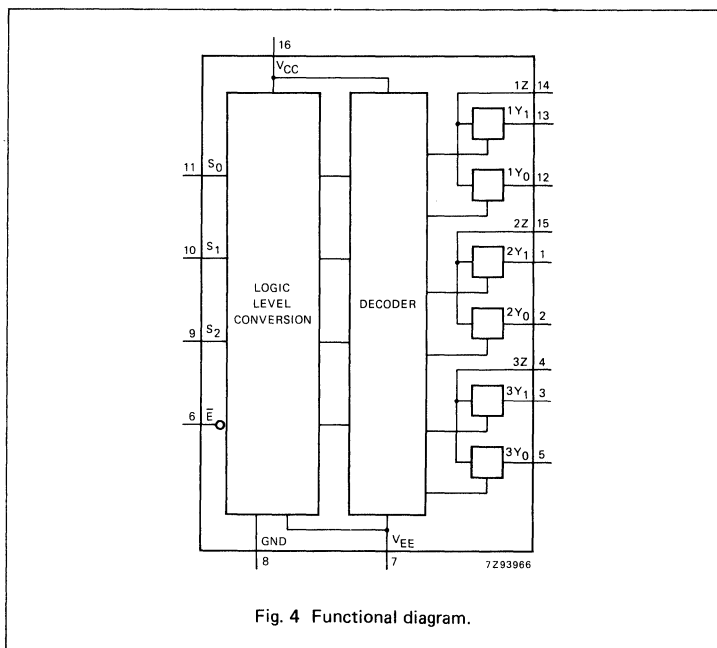 16
VCC
1Z 14
1Y1 13
11 S0
1Y0 12
2Z 15
10 S1
2Y1 1
LOGIC
LEVEL
CONVERSION
DECODER
2Y0 2
9 S2
3Z 4
3Y1 3
6 E̅
3Y0 5
GND
VEE
8
7
7Z93966
Fig. 4 Functional diagram.